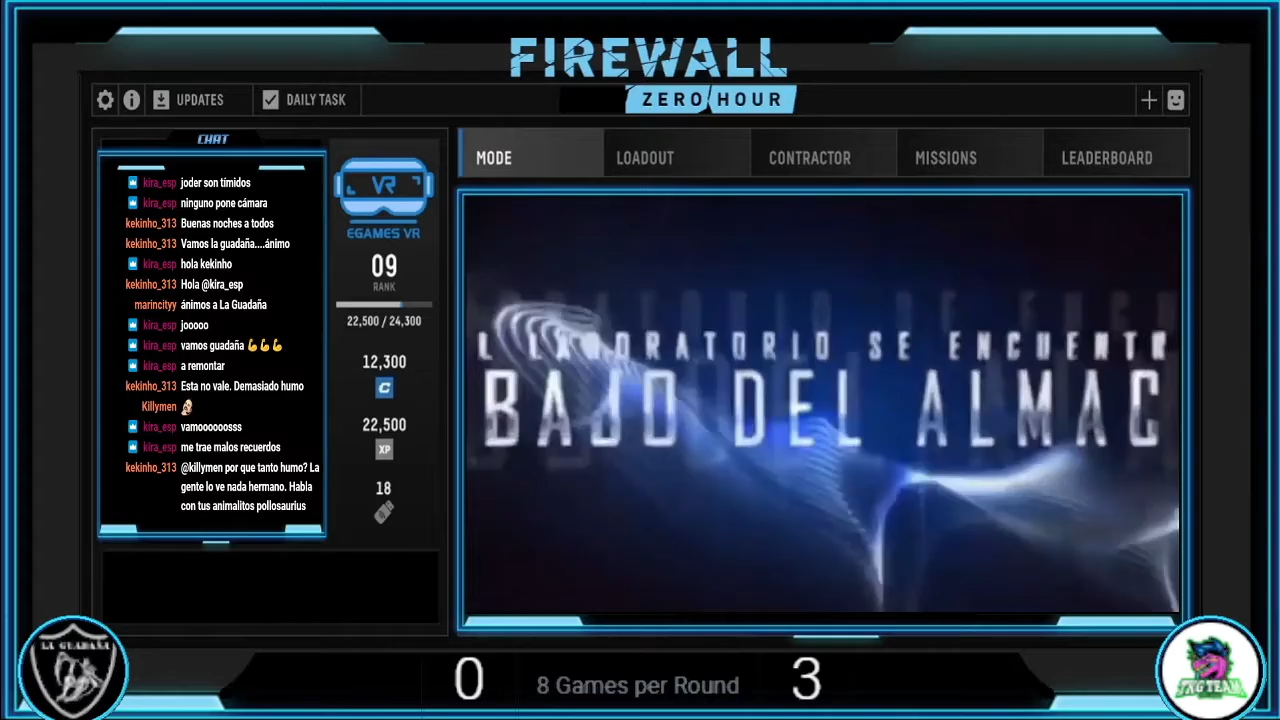 FIREWALL
ZERO HOUR
UPDATES
DAILY TASK
CHAT
kira_esp joder son tímidos
kira_esp ninguno pone cámara
kekinho_313 Buenas noches a todos
kekinho_313 Vamos la guadaña....ánimo
kira_esp hola kekinho
kekinho_313 Hola @kira_esp
marincityy ánimos a La Guadaña
kira_esp jooooo
kira_esp vamos guadaña 💪💪💪
kira_esp a remontar
kekinho_313 Esta no vale. Demasiado humo
Killymen
kira_esp vamoooooosss
kira_esp me trae malos recuerdos
kekinho_313 @killymen por que tanto humo? La
gente lo ve nada hermano. Habla
con tus animalitos pollosaurius
VR
EGAMES VR
09
RANK
22,500 / 24,300
12,300
C
22,500
XP
18
MODE
LOADOUT
CONTRACTOR
MISSIONS
LEADERBOARD
L LABORATORIO SE ENCUENTR
BAJO DEL ALMAC
LA GUADAÑA
0
8 Games per Round
3
TKG TEAM